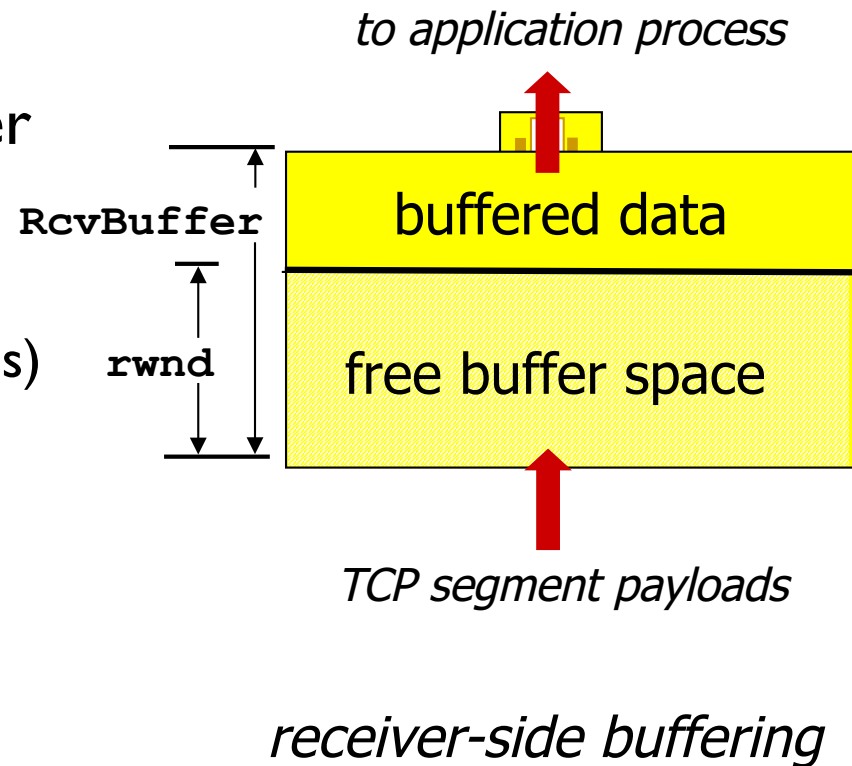 to application process
er
RcvBuffer
buffered data
s)
rwnd
free buffer space
TCP segment payloads
receiver-side buffering